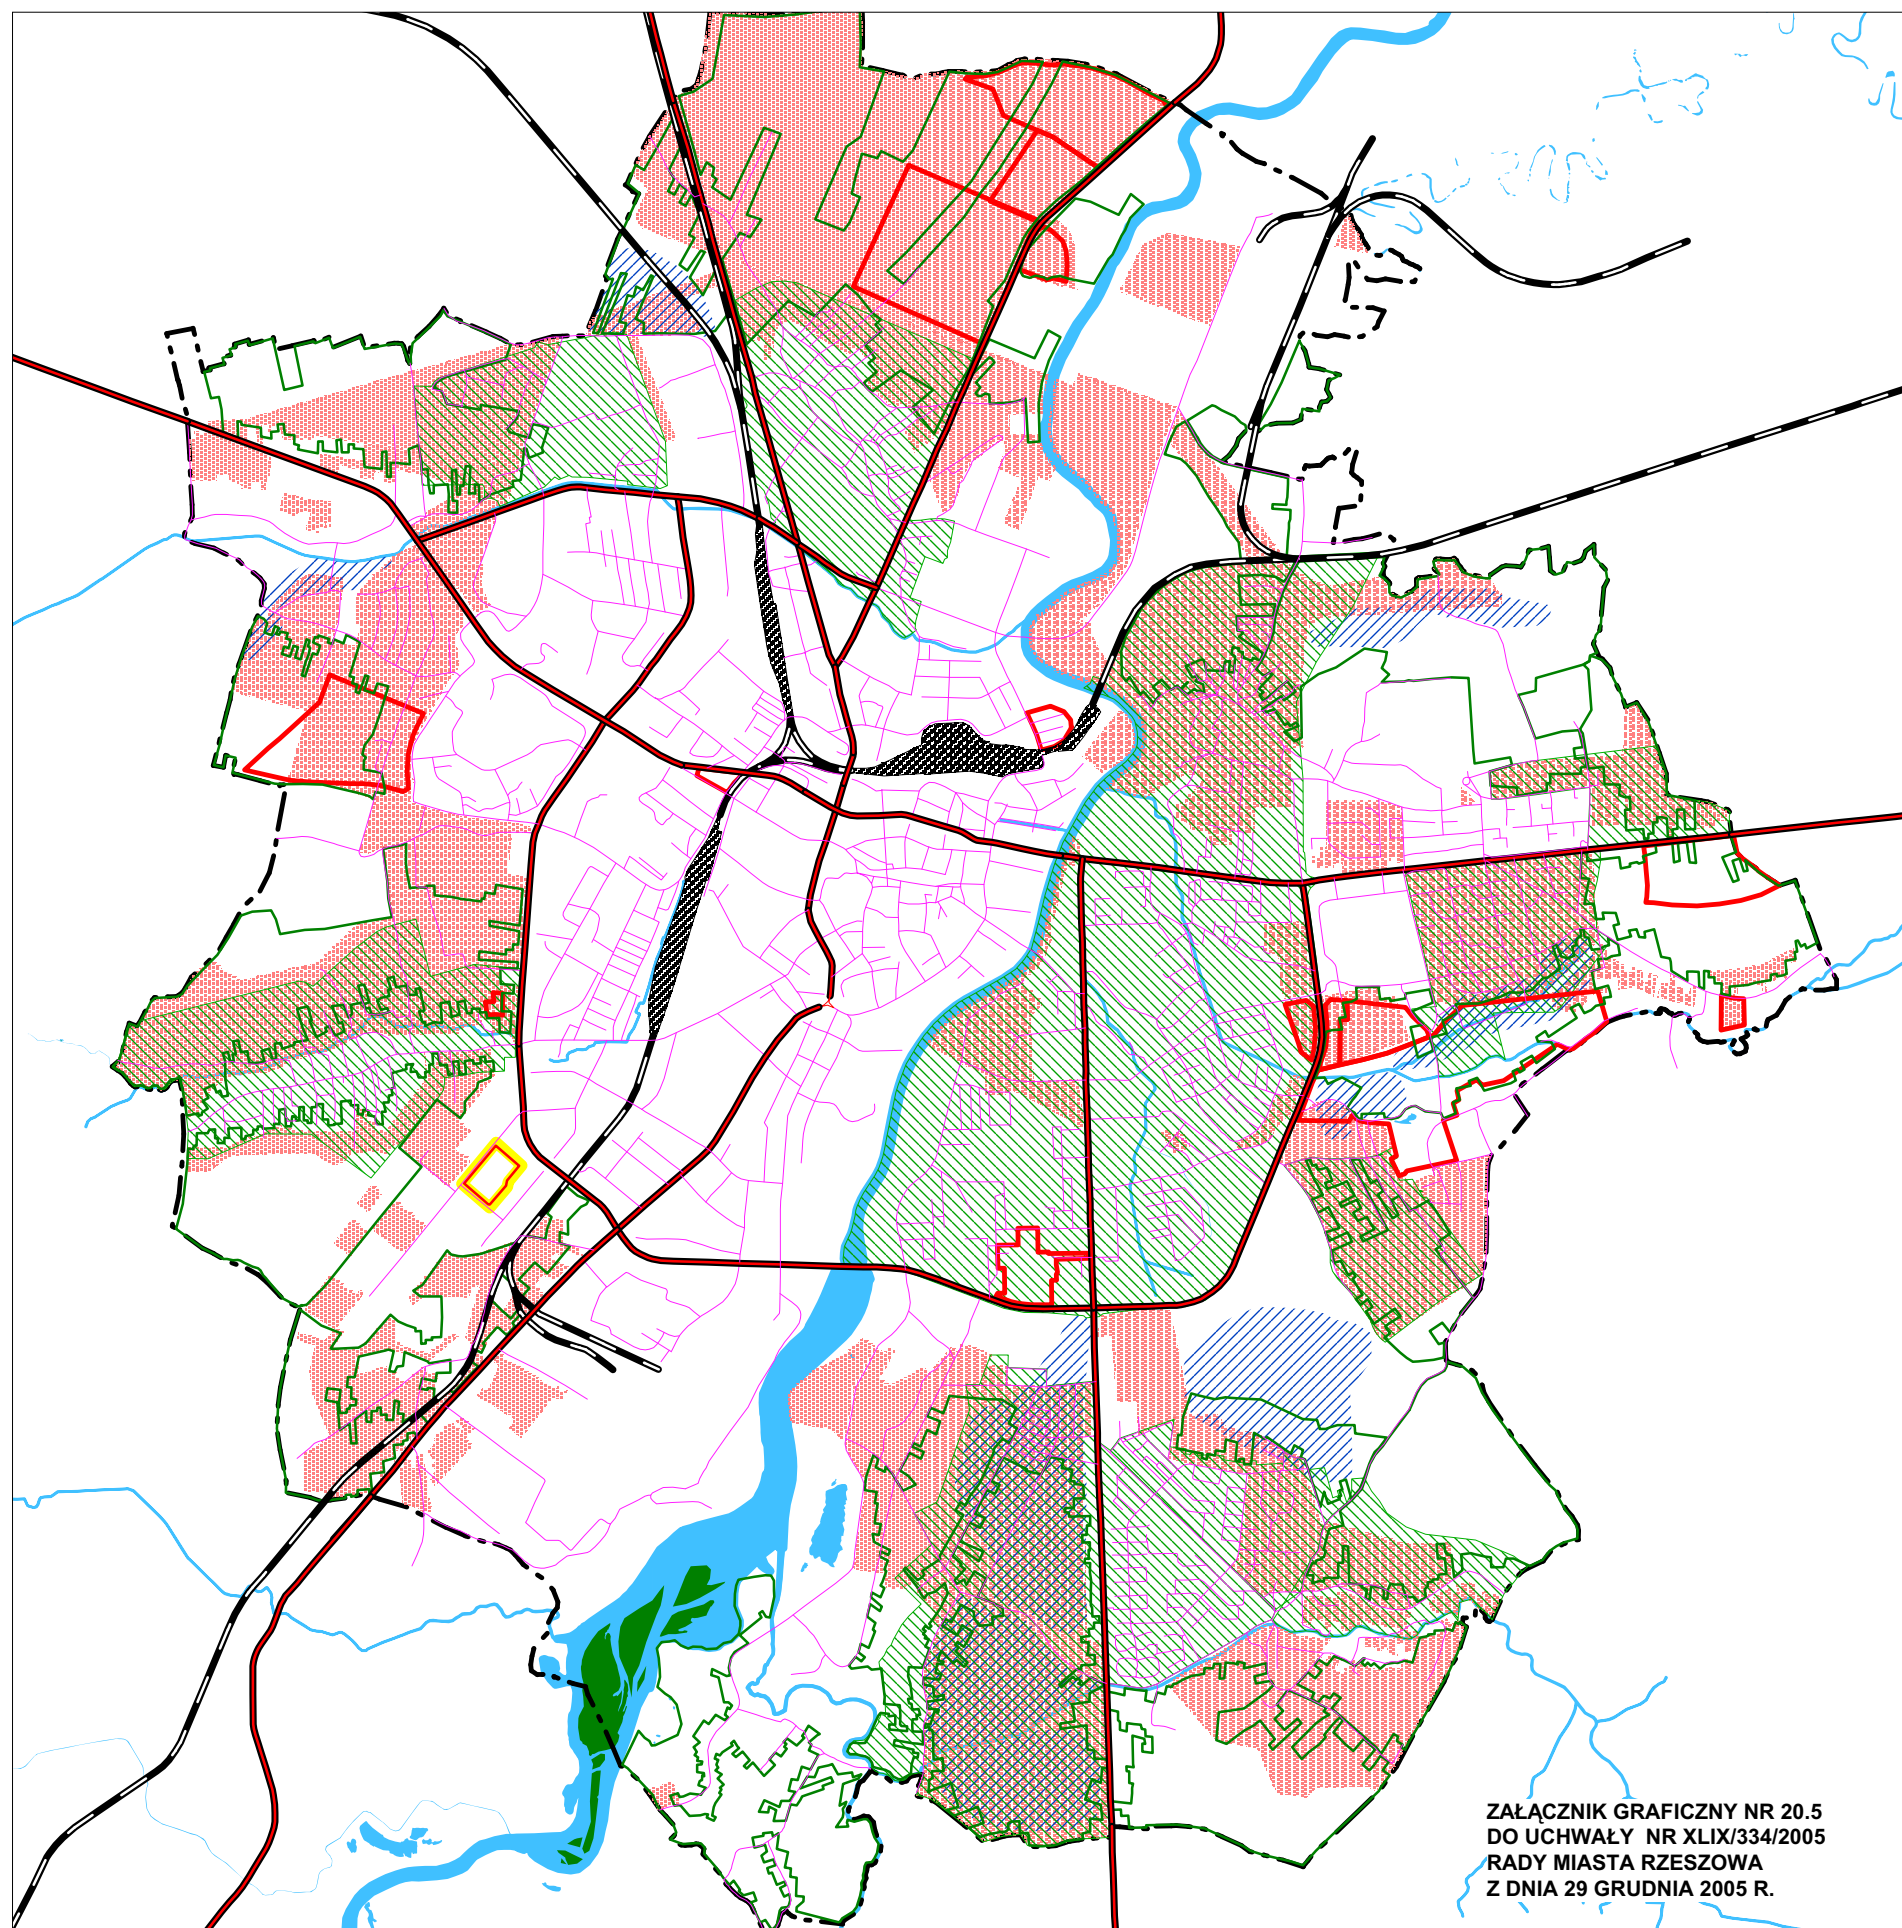 ZAŁĄCZNIK GRAFICZNY NR 20.5
DO UCHWAŁY NR XLIX/334/2005
RADY MIASTA RZESZOWA
Z DNIA 29 GRUDNIA 2005 R.